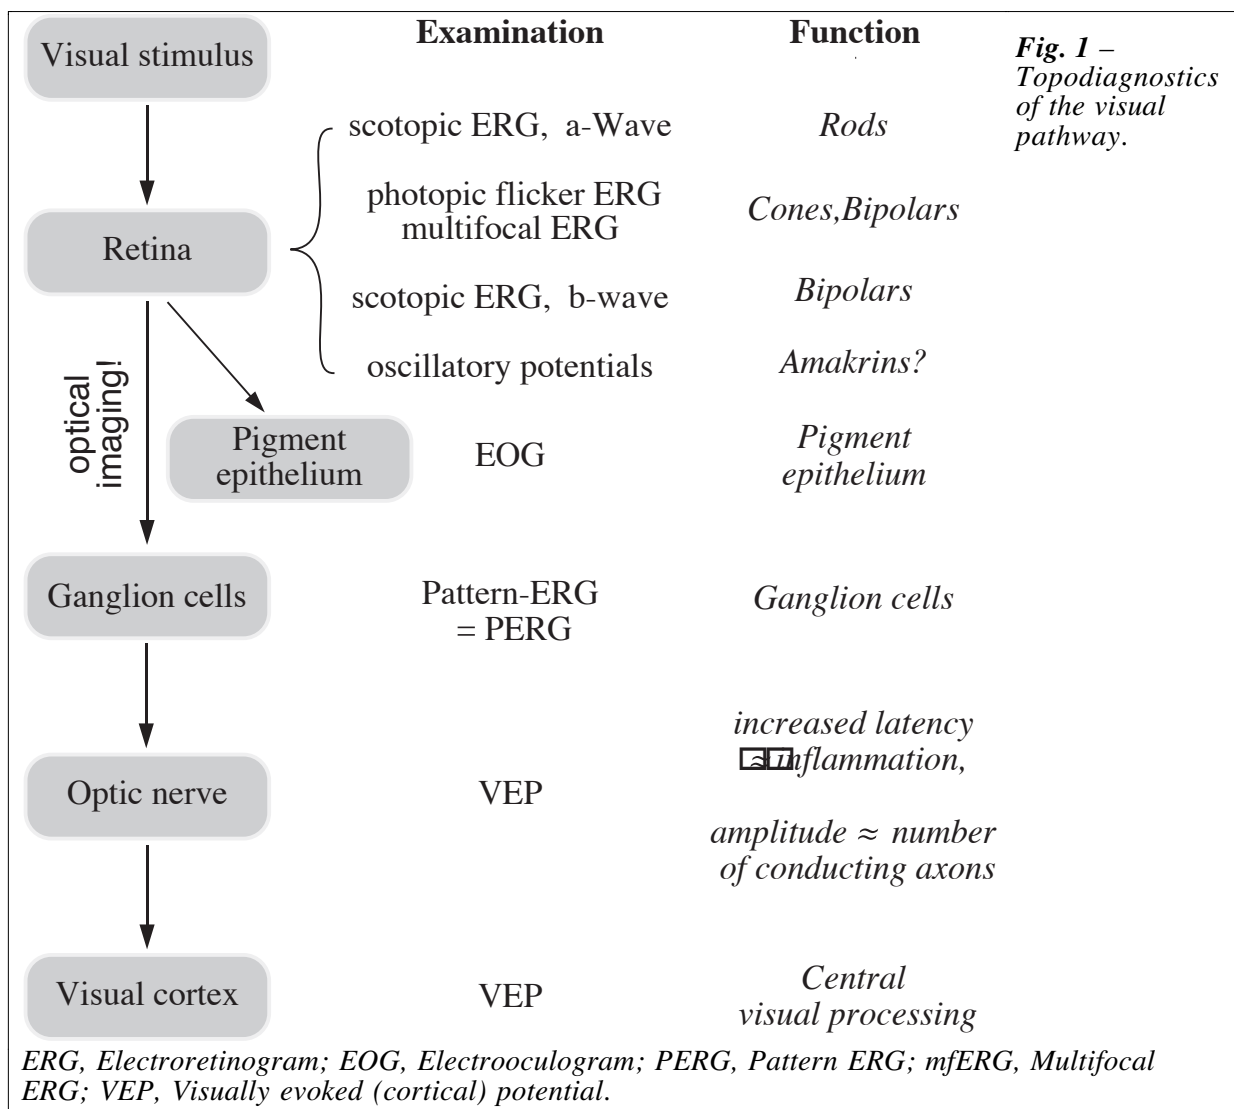 Visual stimulus
Examination
Function
Fig. 1 –
Topodiagnostics
of the visual
pathway.
scotopic ERG, a-Wave
Rods
photopic flicker ERG
multifocal ERG
Cones,Bipolars
Retina
scotopic ERG, b-wave
Bipolars
oscillatory potentials
Amakrins?
optical
imaging!
Pigment
epithelium
EOG
Pigment
epithelium
Ganglion cells
Pattern-ERG
= PERG
Ganglion cells
increased latency
≈ inflammation,
Optic nerve
VEP
amplitude ≈ number
of conducting axons
Visual cortex
VEP
Central
visual processing
ERG, Electroretinogram; EOG, Electrooculogram; PERG, Pattern ERG; mfERG, Multifocal
ERG; VEP, Visually evoked (cortical) potential.